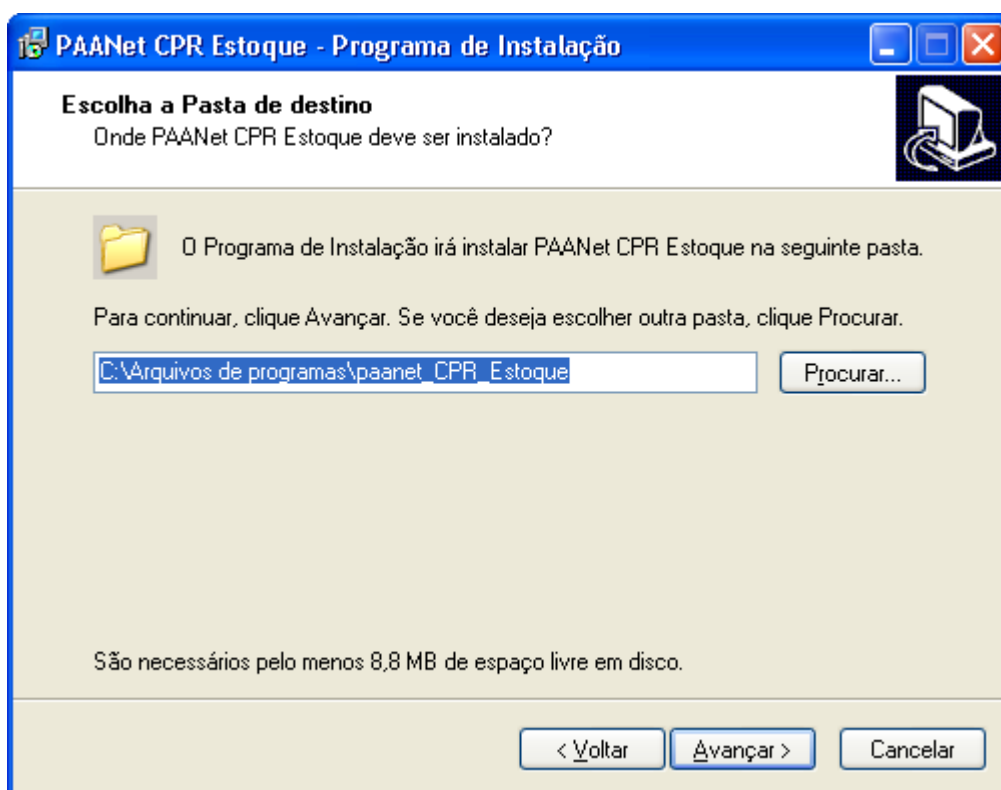 PAANet CPR Estoque - Programa de Instalação
Escolha a Pasta de destino
Onde PAANet CPR Estoque deve ser instalado?
O Programa de Instalação irá instalar PAANet CPR Estoque na seguinte pasta.
Para continuar, clique Avançar. Se você deseja escolher outra pasta, clique Procurar.
C:\Arquivos de programas\paanet_CPR_Estoque
Procurar...
São necessários pelo menos 8,8 MB de espaço livre em disco.
< Voltar
Avançar >
Cancelar